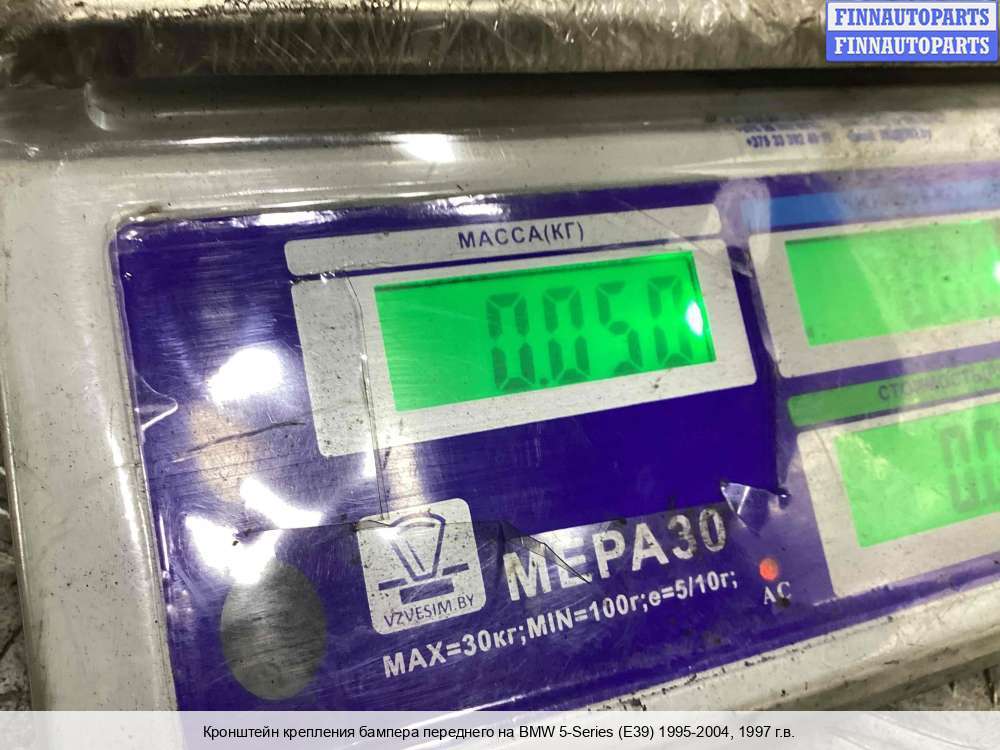 FINNAUTOPARTS
FINNAUTOPARTS
МАССА(КГ)
0.050
МЕРА30
VZVESIM.BY
MAX=30кг;MIN=100г;e=5/10г;
AC
Кронштейн крепления бампера переднего на BMW 5-Series (E39) 1995-2004, 1997 г.в.